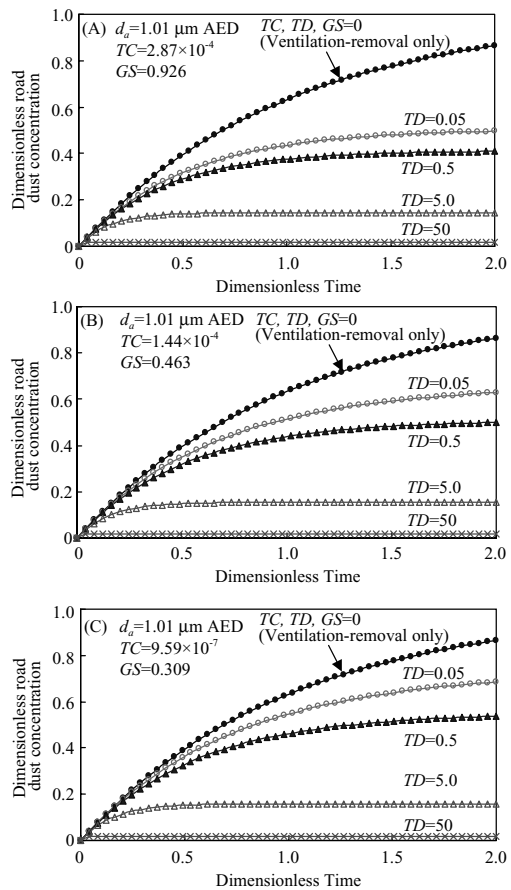 (A)
dₐ=1.01 μm AED
TC=2.87×10⁻⁴
GS=0.926
TC, TD, GS=0
(Ventilation-removal only)
TD=0.05
TD=0.5
TD=5.0
TD=50
Dimensionless road
dust concentration
1.0
0.8
0.6
0.4
0.2
0
0 0.5 1.0 1.5 2.0
Dimensionless Time
(B)
dₐ=1.01 μm AED
TC=1.44×10⁻⁴
GS=0.463
TC, TD, GS=0
(Ventilation-removal only)
TD=0.05
TD=0.5
TD=5.0
TD=50
Dimensionless road
dust concentration
1.0
0.8
0.6
0.4
0.2
0
0 0.5 1.0 1.5 2.0
Dimensionless Time
(C)
dₐ=1.01 μm AED
TC=9.59×10⁻⁷
GS=0.309
TC, TD, GS=0
(Ventilation-removal only)
TD=0.05
TD=0.5
TD=5.0
TD=50
Dimensionless road
dust concentration
1.0
0.8
0.6
0.4
0.2
0
0 0.5 1.0 1.5 2.0
Dimensionless Time